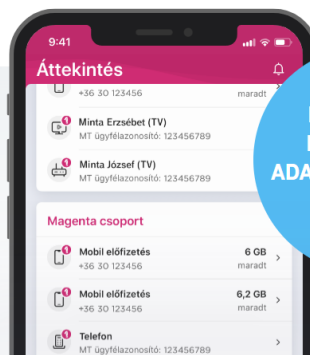 9:41
Áttekintés
+36 30 123456
maradt
Minta Erzsébet (TV)
MT ügyfélazonosító: 123456789
Minta József (TV)
MT ügyfélazonosító: 123456789
ADA
Magenta csoport
Mobil előfizetés 6 GB
+36 30 123456 maradt
Mobil előfizetés 6,2 GB
+36 30 123456 maradt
Telefon
MT ügyfélazonosító: 123456789